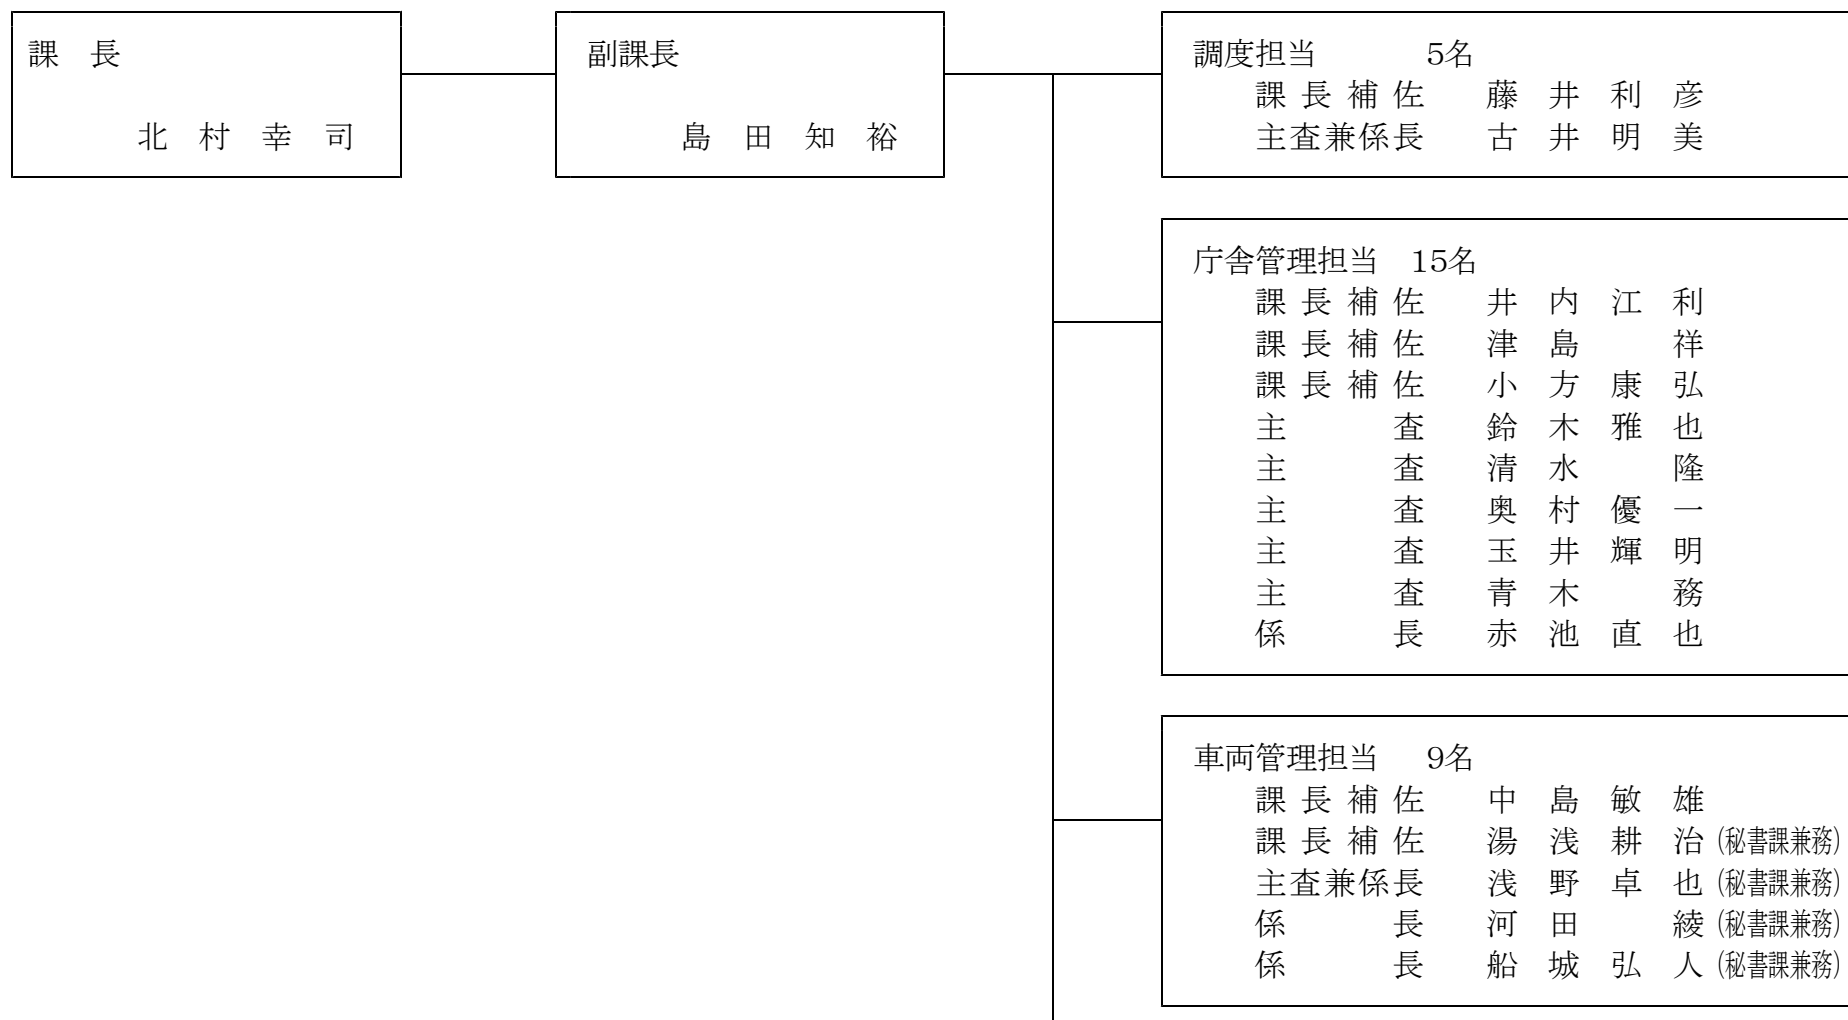 課　長
北　村　幸　司
副課長
島　田　知　裕
調度担当　　　5名
課 長 補 佐　　藤　井　利　彦
主査兼係長　　古　井　明　美
庁舎管理担当　15名
課 長 補 佐　　井　内　江　利
課 長 補 佐　　津　島　　　祥
課 長 補 佐　　小　方　康　弘
主　　　査　　鈴　木　雅　也
主　　　査　　清　水　　　隆
主　　　査　　奥　村　優　一
主　　　査　　玉　井　輝　明
主　　　査　　青　木　　　務
係　　　長　　赤　池　直　也
車両管理担当　 9名
課 長 補 佐　　中　島　敏　雄
課 長 補 佐　　湯　浅　耕　治 (秘書課兼務)
主査兼係長　　浅　野　卓　也 (秘書課兼務)
係　　　長　　河　田　　　綾 (秘書課兼務)
係　　　長　　船　城　弘　人 (秘書課兼務)